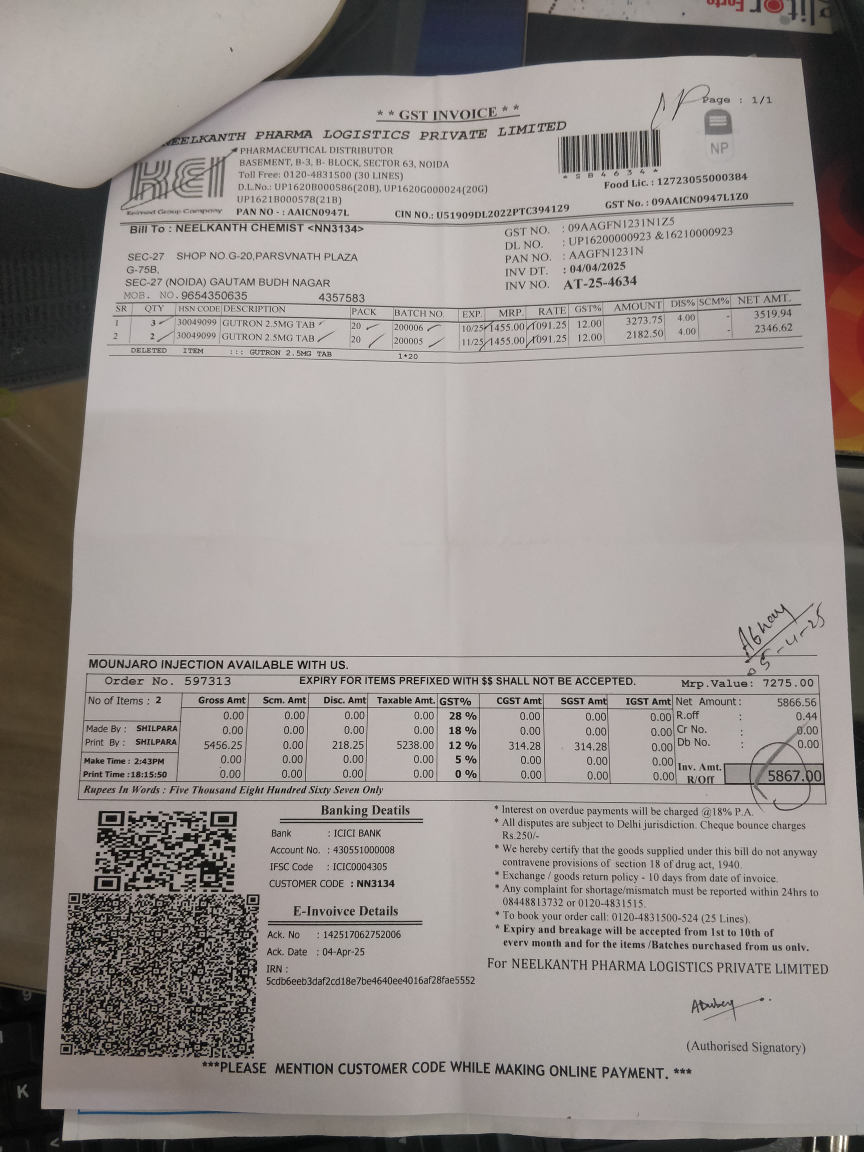 ** GST INVOICE **
Page : 1/1
NEELKANTH PHARMA LOGISTICS PRIVATE LIMITED
NP
KEI
Keimed Group Company
PHARMACEUTICAL DISTRIBUTOR
BASEMENT, B-3, B- BLOCK, SECTOR 63, NOIDA
Toll Free: 0120-4831500 (30 LINES)
D.L.No.: UP1620B000586(20B), UP1620G000024(20G)
UP1621B000578(21B)
PAN NO - : AAICN0947L
CIN NO.: U51909DL2022PTC394129
*584634*
Food Lic. : 12723055000384
GST No. : 09AAICN0947L1Z0
Bill To : NEELKANTH CHEMIST <NN3134>
SEC-27 SHOP NO.G-20,PARSVNATH PLAZA
G-75B,
SEC-27 (NOIDA) GAUTAM BUDH NAGAR
MOB. NO. 9654350635 4357583
GST NO. : 09AAGFN1231N1Z5
DL NO. : UP16200000923 &16210000923
PAN NO. : AAGFN1231N
INV DT. : 04/04/2025
INV NO. AT-25-4634
SR QTY HSN CODE DESCRIPTION PACK BATCH NO. EXP. MRP. RATE GST% AMOUNT DIS% SCM% NET AMT.
1 3 30049099 GUTRON 2.5MG TAB 20 200006 10/25 1455.00 1091.25 12.00 3273.75 4.00 - 3519.94
2 2 30049099 GUTRON 2.5MG TAB 20 200005 11/25 1455.00 1091.25 12.00 2182.50 4.00 - 2346.62
DELETED ITEM ::: GUTRON 2.5MG TAB 1*20
Abhay
05-4-25
MOUNJARO INJECTION AVAILABLE WITH US.
Order No. 597313 EXPIRY FOR ITEMS PREFIXED WITH $$ SHALL NOT BE ACCEPTED. Mrp.Value: 7275.00
No of Items : 2 Gross Amt Scm. Amt Disc. Amt Taxable Amt. GST% CGST Amt SGST Amt IGST Amt Net Amount: 5866.56
0.00 0.00 0.00 0.00 28 % 0.00 0.00 0.00 R.off : 0.44
Made By : SHILPARA 0.00 0.00 0.00 0.00 18 % 0.00 0.00 0.00 Cr No. : 0.00
Print By : SHILPARA 5456.25 0.00 218.25 5238.00 12 % 314.28 314.28 0.00 Db No. : 0.00
Make Time : 2:43PM 0.00 0.00 0.00 0.00 5 % 0.00 0.00 0.00 Inv. Amt.
Print Time :18:15:50 0.00 0.00 0.00 0.00 0 % 0.00 0.00 0.00 R/Off 5867.00
Rupees In Words : Five Thousand Eight Hundred Sixty Seven Only
Banking Deatils
Bank : ICICI BANK
Account No. : 430551000008
IFSC Code : ICIC0004305
CUSTOMER CODE : NN3134
E-Invoivce Details
Ack. No : 142517062752006
Ack. Date : 04-Apr-25
IRN :
5cdb6eeb3daf2cd18e7be4640ee4016af28fae5552
* Interest on overdue payments will be charged @18% P.A.
* All disputes are subject to Delhi jurisdiction. Cheque bounce charges
Rs.250/-
* We hereby certify that the goods supplied under this bill do not anyway
contravene provisions of section 18 of drug act, 1940.
* Exchange / goods return policy - 10 days from date of invoice.
* Any complaint for shortage/mismatch must be reported within 24hrs to
08448813732 or 0120-4831515.
* To book your order call: 0120-4831500-524 (25 Lines).
* Expiry and breakage will be accepted from 1st to 10th of
every month and for the items /Batches purchased from us only.
For NEELKANTH PHARMA LOGISTICS PRIVATE LIMITED
ADubey
(Authorised Signatory)
***PLEASE MENTION CUSTOMER CODE WHILE MAKING ONLINE PAYMENT. ***
K